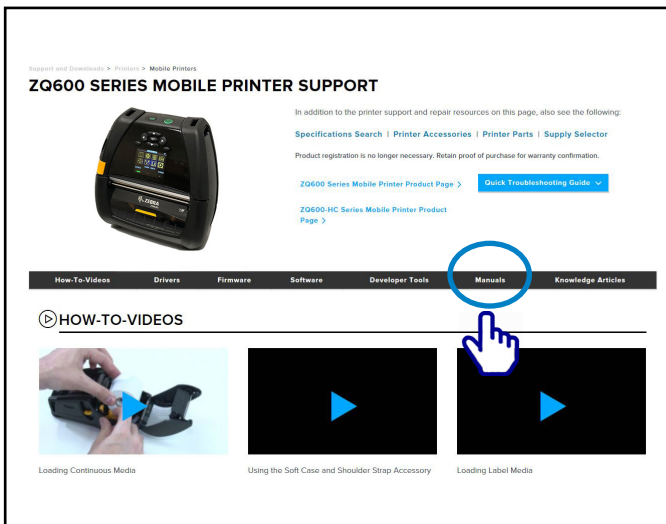 Support and Downloads > Printers > Mobile Printers
ZQ600 SERIES MOBILE PRINTER SUPPORT
In addition to the printer support and repair resources on this page, also see the following:
Specifications Search | Printer Accessories | Printer Parts | Supply Selector
Product registration is no longer necessary. Retain proof of purchase for warranty confirmation.
ZQ600 Series Mobile Printer Product Page >
Quick Troubleshooting Guide
ZQ600-HC Series Mobile Printer Product
Page >
ZEBRA
How-To-Videos Drivers Firmware Software Developer Tools Manuals Knowledge Articles
HOW-TO-VIDEOS
Loading Continuous Media
Using the Soft Case and Shoulder Strap Accessory
Loading Label Media